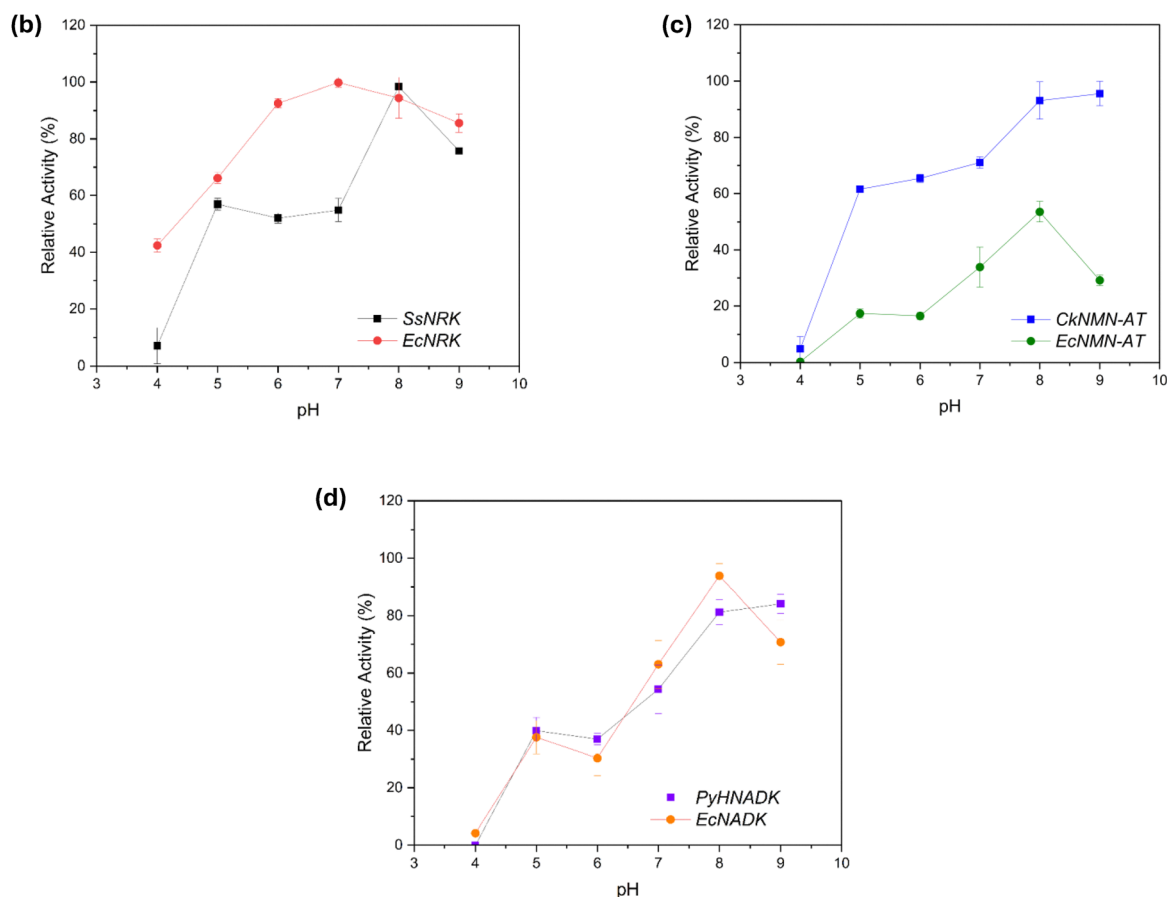 (b)
120
100
80
60
40
20
0
Relative Activity (%)
SsNRK
EcNRK
3 4 5 6 7 8 9 10
pH
(c)
120
100
80
60
40
20
0
Relative Activity (%)
CkNMN-AT
EcNMN-AT
3 4 5 6 7 8 9 10
pH
(d)
120
100
80
60
40
20
0
Relative Activity (%)
PyHNADK
EcNADK
3 4 5 6 7 8 9 10
pH